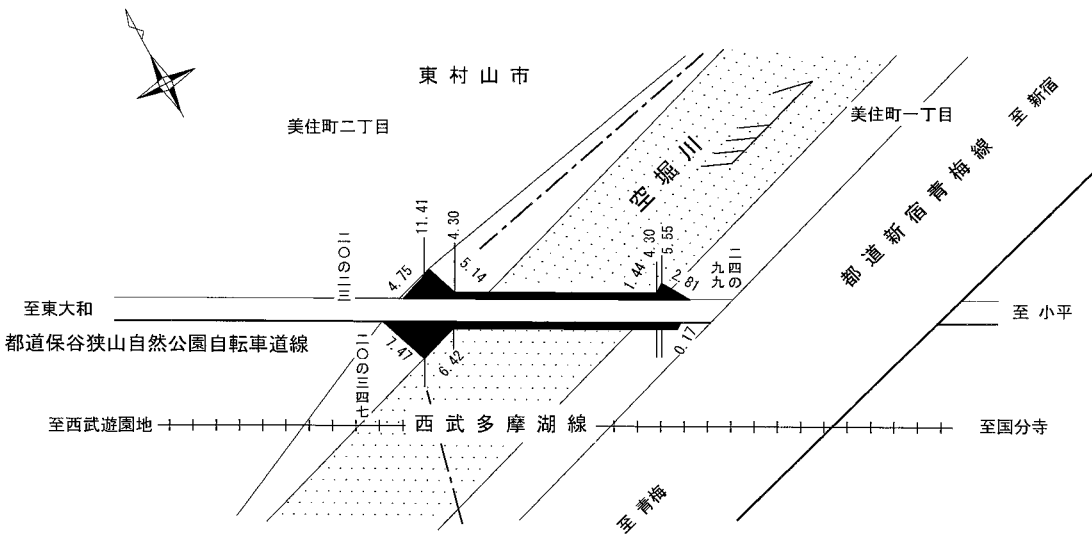 東村山市
美住町二丁目
美住町一丁目
至新宿
空堀川
都道新宿青梅線
11.41
4.30
4.75
5.14
1.44
4.30
5.55
2.81
二四の九九
二〇の二三
至東大和
至小平
都道保谷狭山自然公園自転車道線
7.47
6.42
0.17
二〇の三四七
至西武遊園地
西武多摩湖線
至国分寺
至青梅